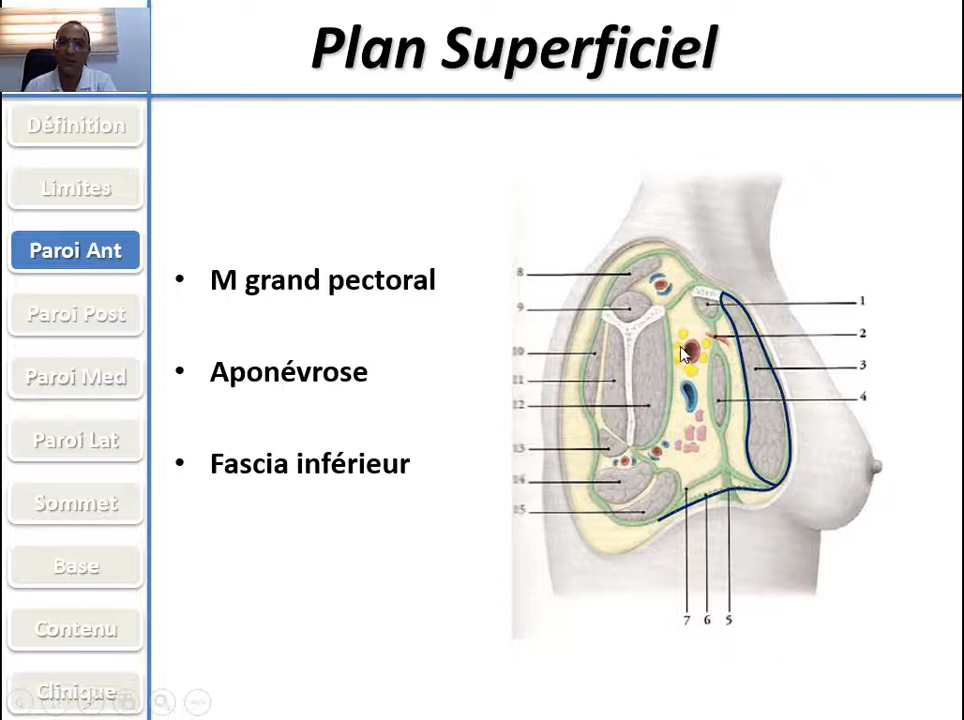 Plan Superficiel
Définition
Limites
Paroi Ant
Paroi Post
Paroi Med
Paroi Lat
Sommet
Base
Contenu
Clinique
• M grand pectoral
• Aponévrose
• Fascia inférieur
8
9
10
11
12
13
14
15
1
2
3
4
7 6 5